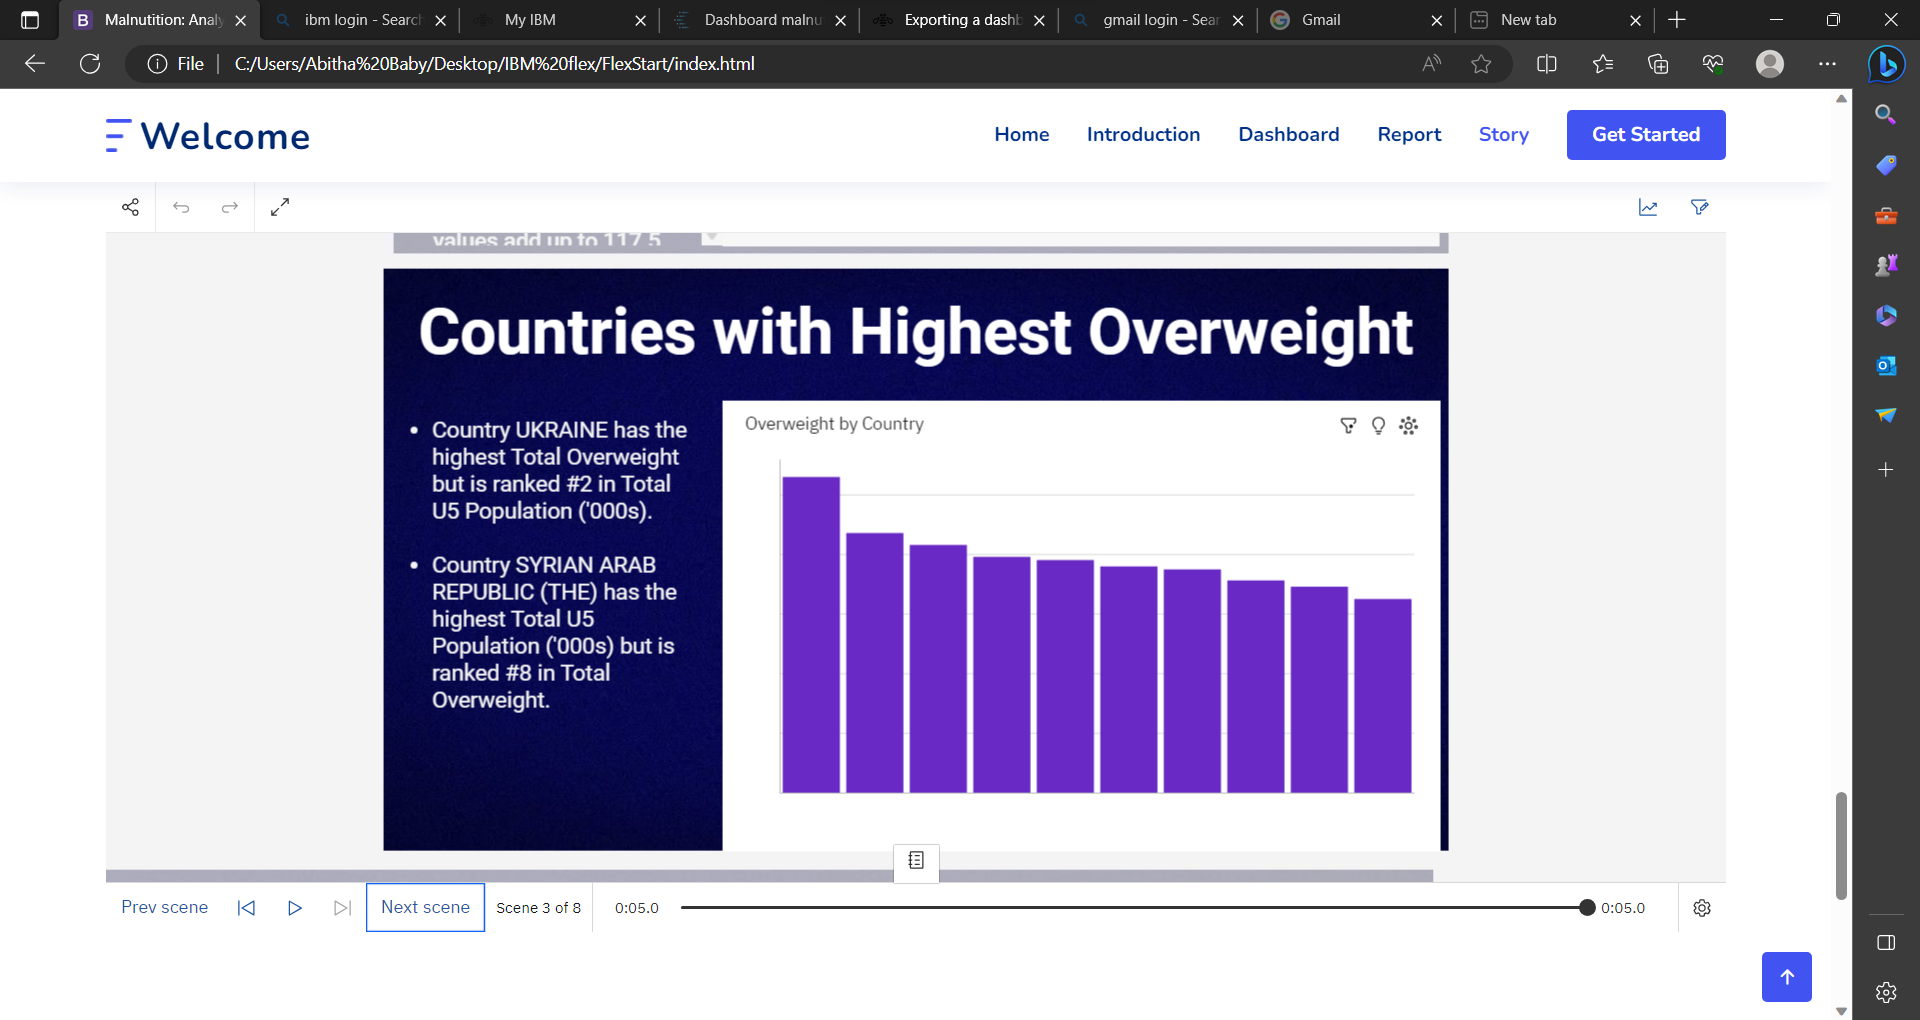 Malnutition: Analy
ibm login - Search
My IBM
Dashboard malnu
Exporting a dashb
gmail login - Sear
Gmail
New tab
File
C:/Users/Abitha%20Baby/Desktop/IBM%20flex/FlexStart/index.html
Welcome
Home
Introduction
Dashboard
Report
Story
Get Started
values add up to 117.5
Countries with Highest Overweight
• Country UKRAINE has the
highest Total Overweight
but is ranked #2 in Total
U5 Population ('000s).
• Country SYRIAN ARAB
REPUBLIC (THE) has the
highest Total U5
Population ('000s) but is
ranked #8 in Total
Overweight.
Overweight by Country
Prev scene
Next scene
Scene 3 of 8
0:05.0
0:05.0